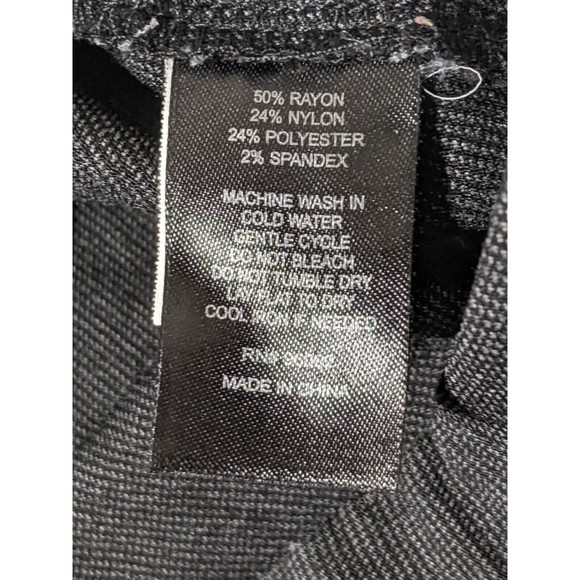 50% RAYON
24% NYLON
24% POLYESTER
2% SPANDEX
MACHINE WASH IN
COLD WATER
GENTLE CYCLE
DO NOT BLEACH
DO NOT TUMBLE DRY
LAY FLAT TO DRY
COOL IRON IF NEEDED
RN#
MADE IN CHINA